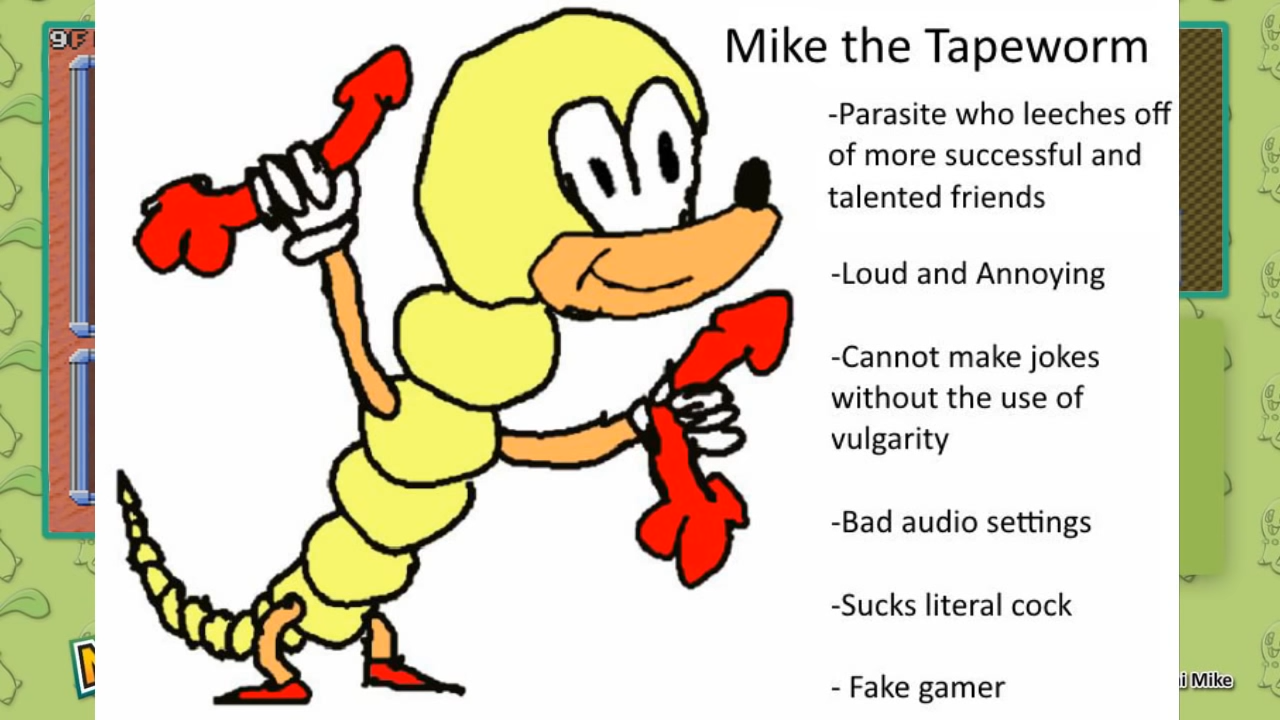 9F
Mike the Tapeworm
-Parasite who leeches off
of more successful and
talented friends
-Loud and Annoying
-Cannot make jokes
without the use of
vulgarity
-Bad audio settings
-Sucks literal cock
- Fake gamer
Mike